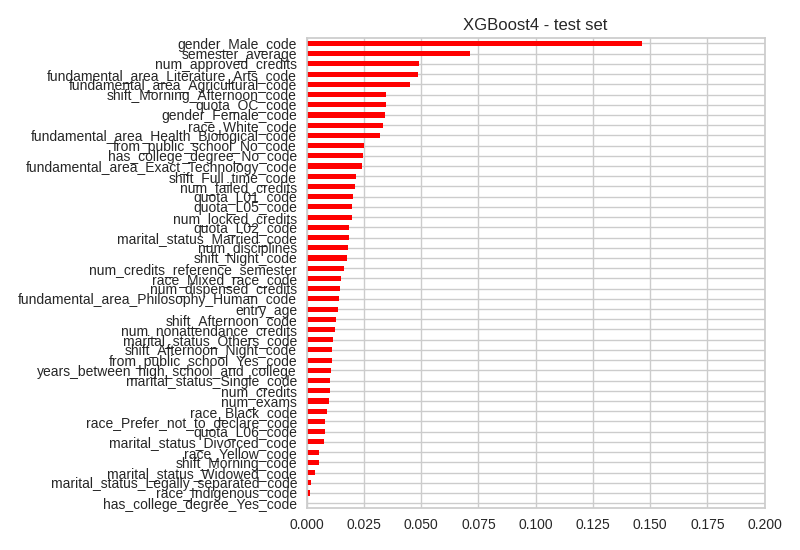 XGBoost4 - test set
gender_Male_code
semester_average
num_approved_credits
fundamental_area_Literature_Arts_code
fundamental_area_Agricultural_code
shift_Morning_Afternoon_code
quota_OC_code
gender_Female_code
race_White_code
fundamental_area_Health_Biological_code
from_public_school_No_code
has_college_degree_No_code
fundamental_area_Exact_Technology_code
shift_Full_time_code
num_failed_credits
quota_L01_code
quota_L05_code
num_locked_credits
quota_L02_code
marital_status_Married_code
num_disciplines
shift_Night_code
num_credits_reference_semester
race_Mixed_race_code
num_dispensed_credits
fundamental_area_Philosophy_Human_code
entry_age
shift_Afternoon_code
num_nonattendance_credits
marital_status_Others_code
shift_Afternoon_Night_code
from_public_school_Yes_code
years_between_high_school_and_college
marital_status_Single_code
num_credits
num_exams
race_Black_code
race_Prefer_not_to_declare_code
quota_L06_code
marital_status_Divorced_code
race_Yellow_code
shift_Morning_code
marital_status_Widowed_code
marital_status_Legally_separated_code
race_Indigenous_code
has_college_degree_Yes_code
0.000 0.025 0.050 0.075 0.100 0.125 0.150 0.175 0.200